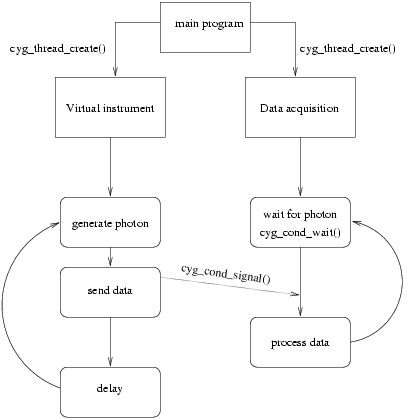 main program
cyg_thread_create()
cyg_thread_create()
Virtual instrument
Data acquisition
generate photon
wait for photon
cyg_cond_wait()
send data
cyg_cond_signal()
process data
delay